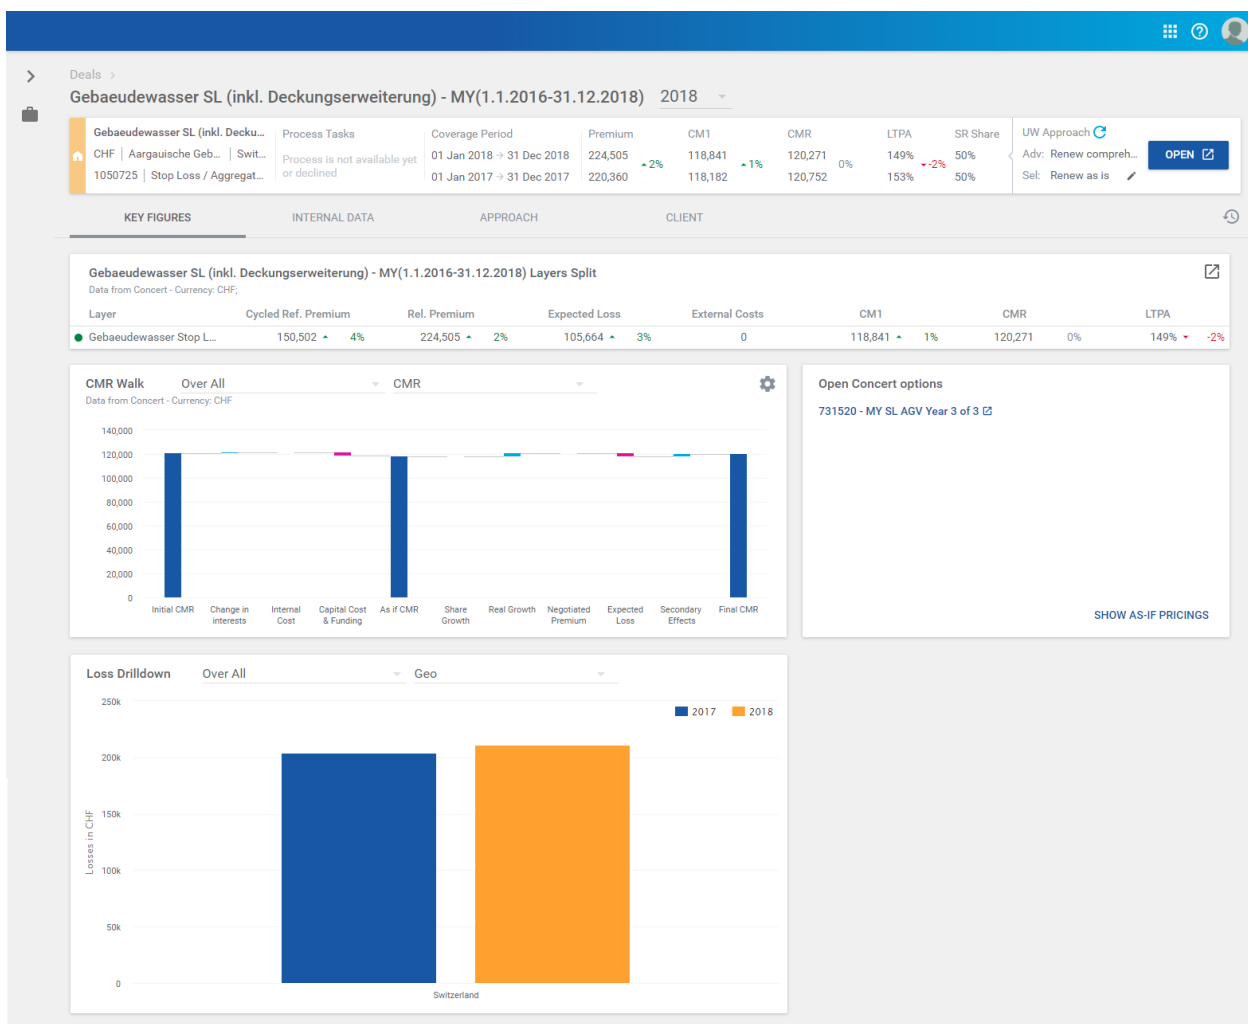 Deals >
Gebaeudewasser SL (inkl. Deckungserweiterung) - MY(1.1.2016-31.12.2018) 2018
Gebaeudewasser SL (inkl. Decku... Process Tasks Coverage Period Premium CM1 CMR LTPA SR Share UW Approach
CHF | Aargauische Geb... | Swit... Process is not available yet or declined 01 Jan 2018 → 31 Dec 2018 224,505 2% 118,841 1% 120,271 0% 149% -2% 50% Adv: Renew compreh... OPEN
1050725 | Stop Loss / Aggregat... 01 Jan 2017 → 31 Dec 2017 220,360 118,182 120,752 153% 50% Sel: Renew as is
KEY FIGURES INTERNAL DATA APPROACH CLIENT
Gebaeudewasser SL (inkl. Deckungserweiterung) - MY(1.1.2016-31.12.2018) Layers Split
Data from Concert - Currency: CHF;
Layer Cycled Ref. Premium Rel. Premium Expected Loss External Costs CM1 CMR LTPA
Gebaeudewasser Stop L... 150,502 4% 224,505 2% 105,664 3% 0 118,841 1% 120,271 0% 149% -2%
CMR Walk Over All CMR
Data from Concert - Currency: CHF
140,000
120,000
100,000
80,000
60,000
40,000
20,000
0
Initial CMR Change in interests Internal Cost Capital Cost & Funding As if CMR Share Growth Real Growth Negotiated Premium Expected Loss Secondary Effects Final CMR
Open Concert options
731520 - MY SL AGV Year 3 of 3
SHOW AS-IF PRICINGS
Loss Drilldown Over All Geo
250k
2017 2018
200k
150k
Losses in CHF
100k
50k
0
Switzerland